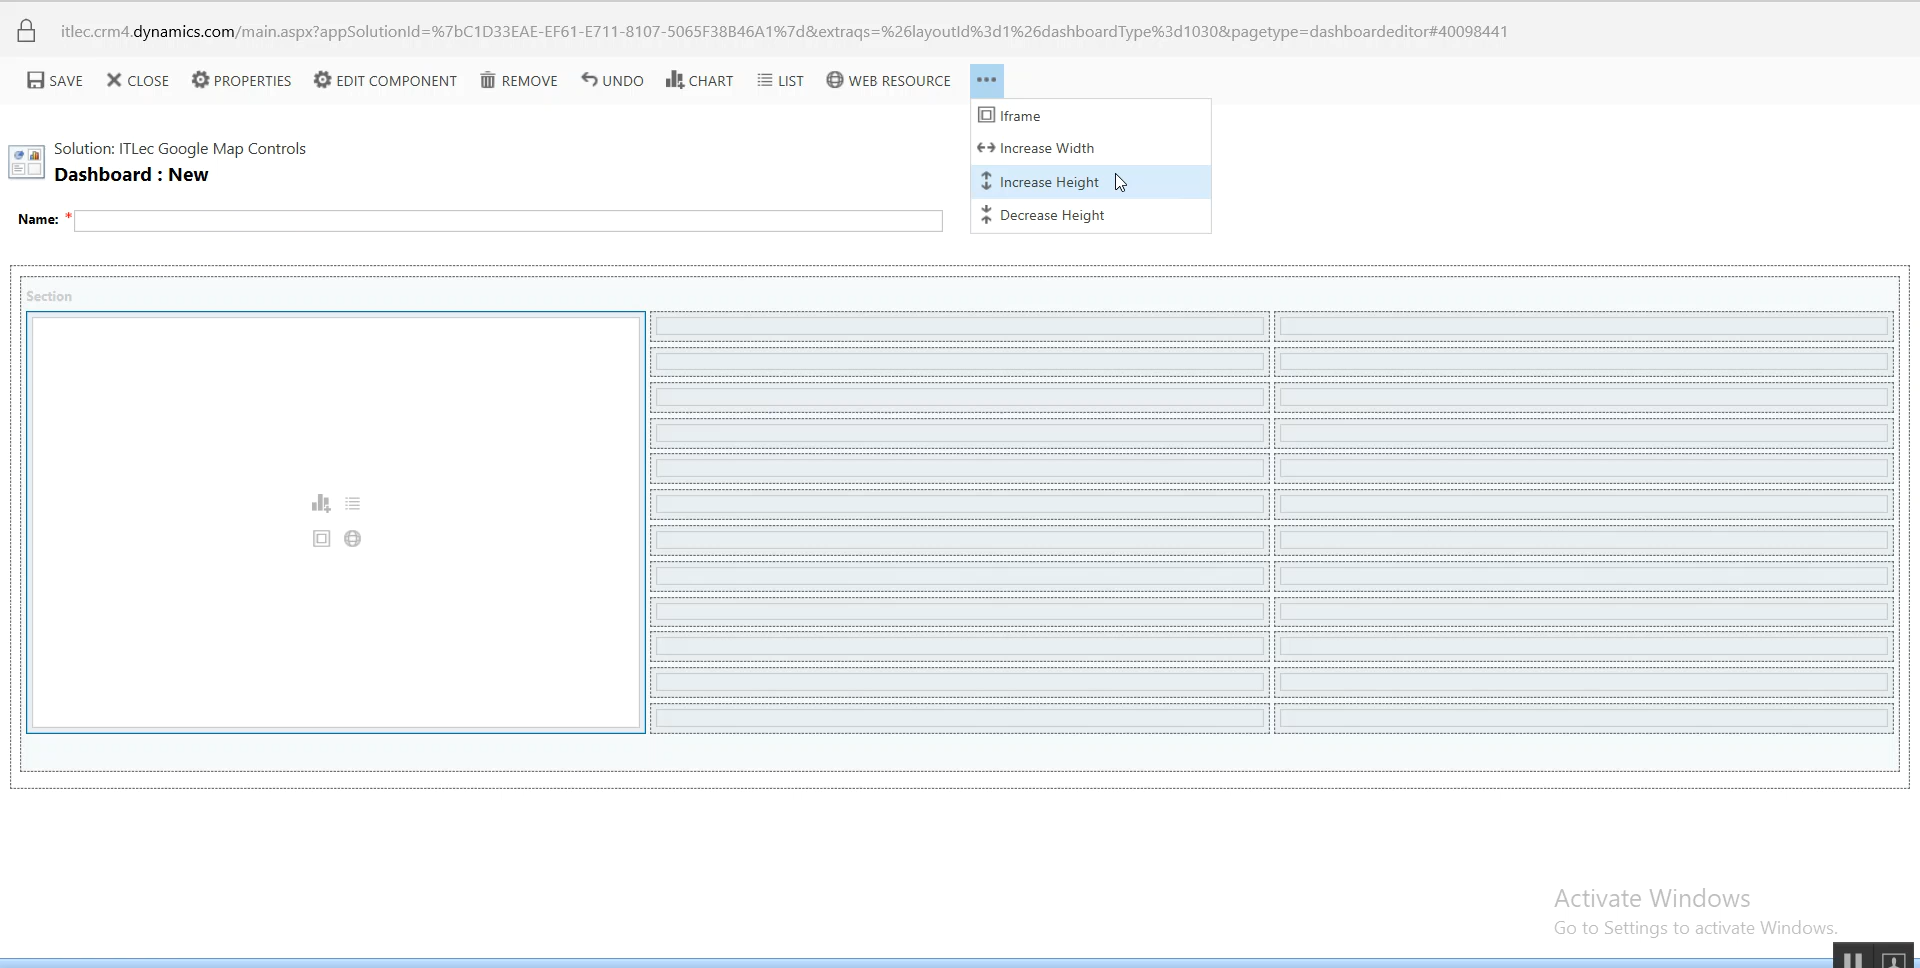 itlec.crm4.dynamics.com/main.aspx?appSolutionId=%7bC1D33EAE-EF61-E711-8107-5065F38B46A1%7d&extraqs=%26layoutId%3d1%26dashboardType%3d1030&pagetype=dashboardeditor#40098441
SAVE CLOSE PROPERTIES EDIT COMPONENT REMOVE UNDO CHART LIST WEB RESOURCE
Iframe
Increase Width
Increase Height
Decrease Height
Solution: ITLec Google Map Controls
Dashboard : New
Name: *
Section
Activate Windows
Go to Settings to activate Windows.